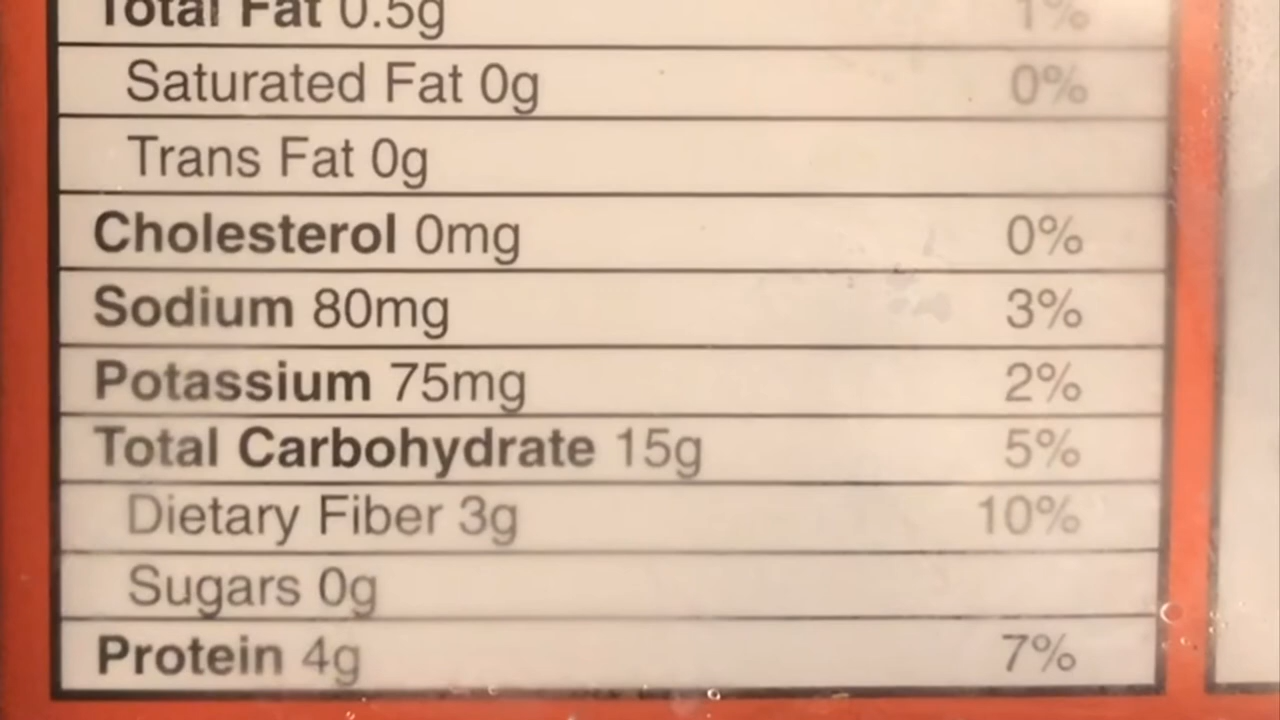 Total Fat 0.5g 1%
Saturated Fat 0g 0%
Trans Fat 0g
Cholesterol 0mg 0%
Sodium 80mg 3%
Potassium 75mg 2%
Total Carbohydrate 15g 5%
Dietary Fiber 3g 10%
Sugars 0g
Protein 4g 7%